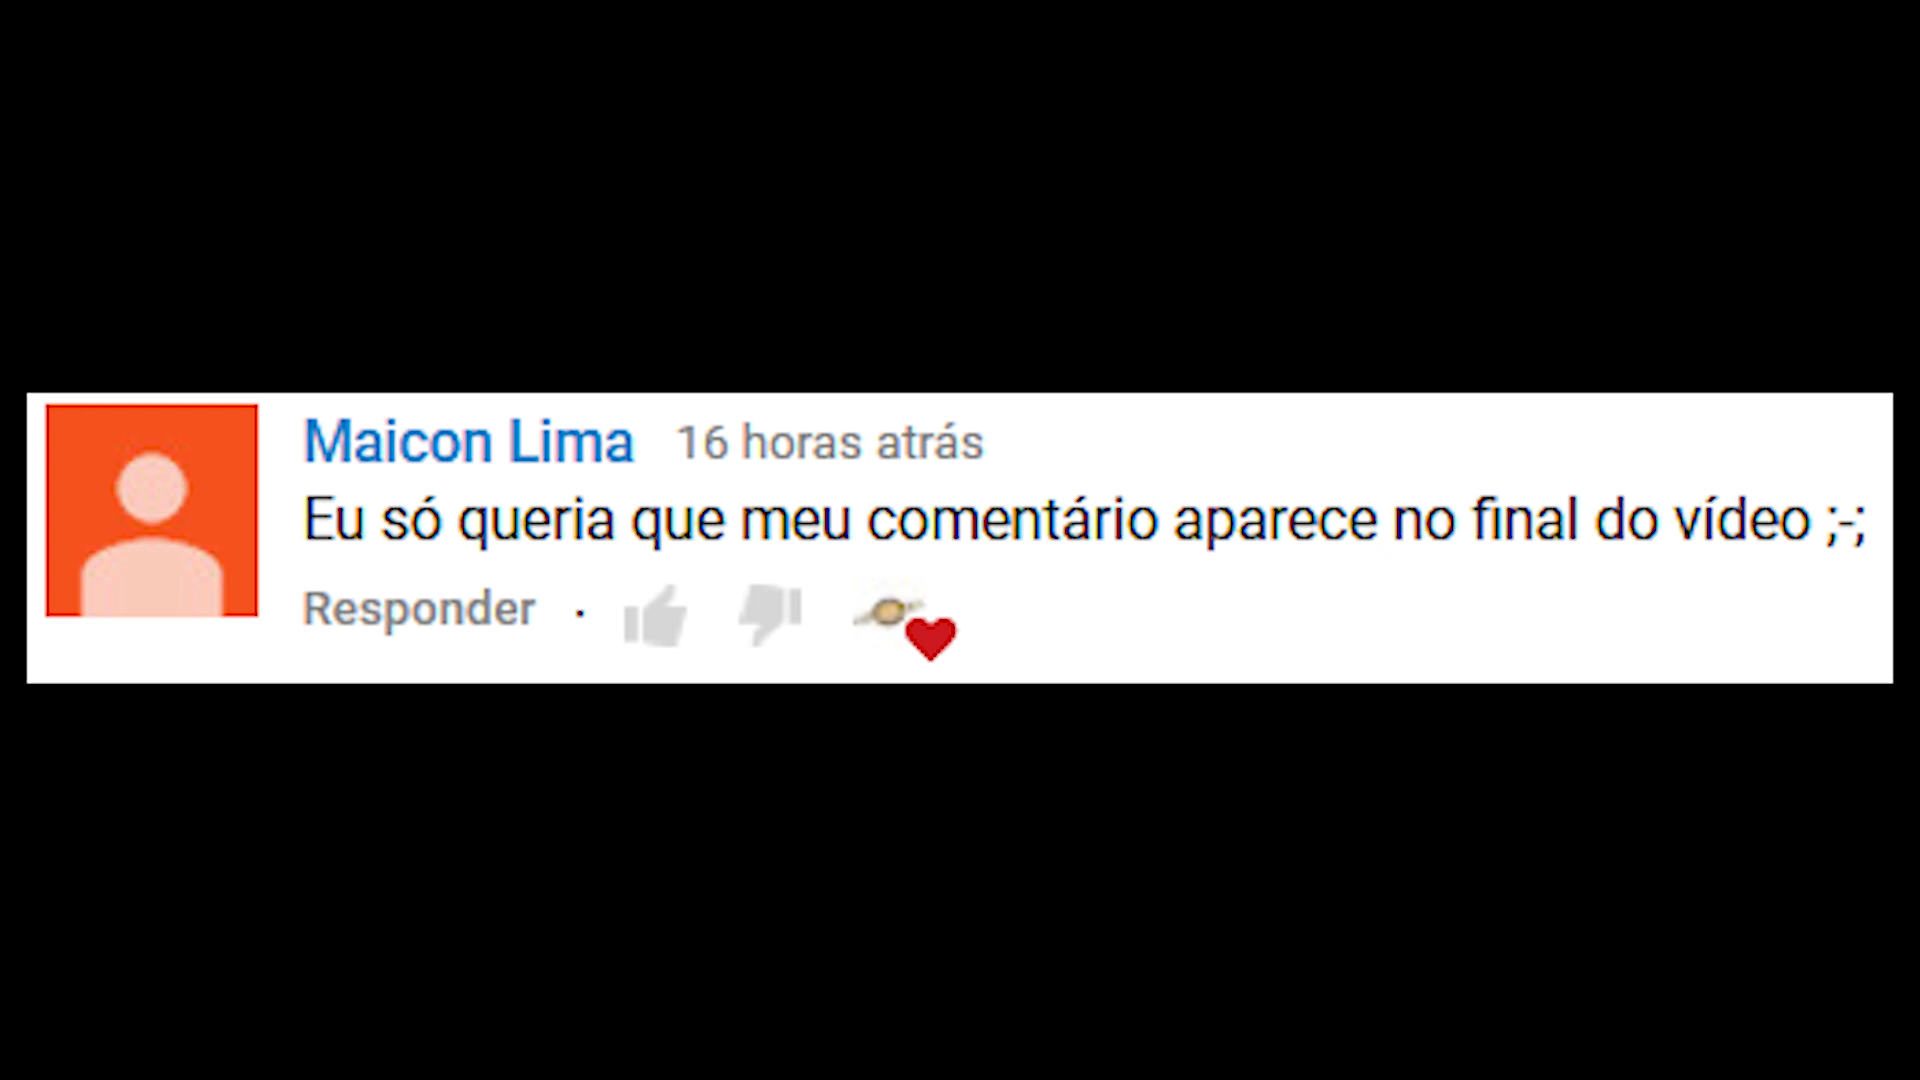 Maicon Lima 16 horas atrás
Eu só queria que meu comentário aparece no final do vídeo ;-;
Responder ·